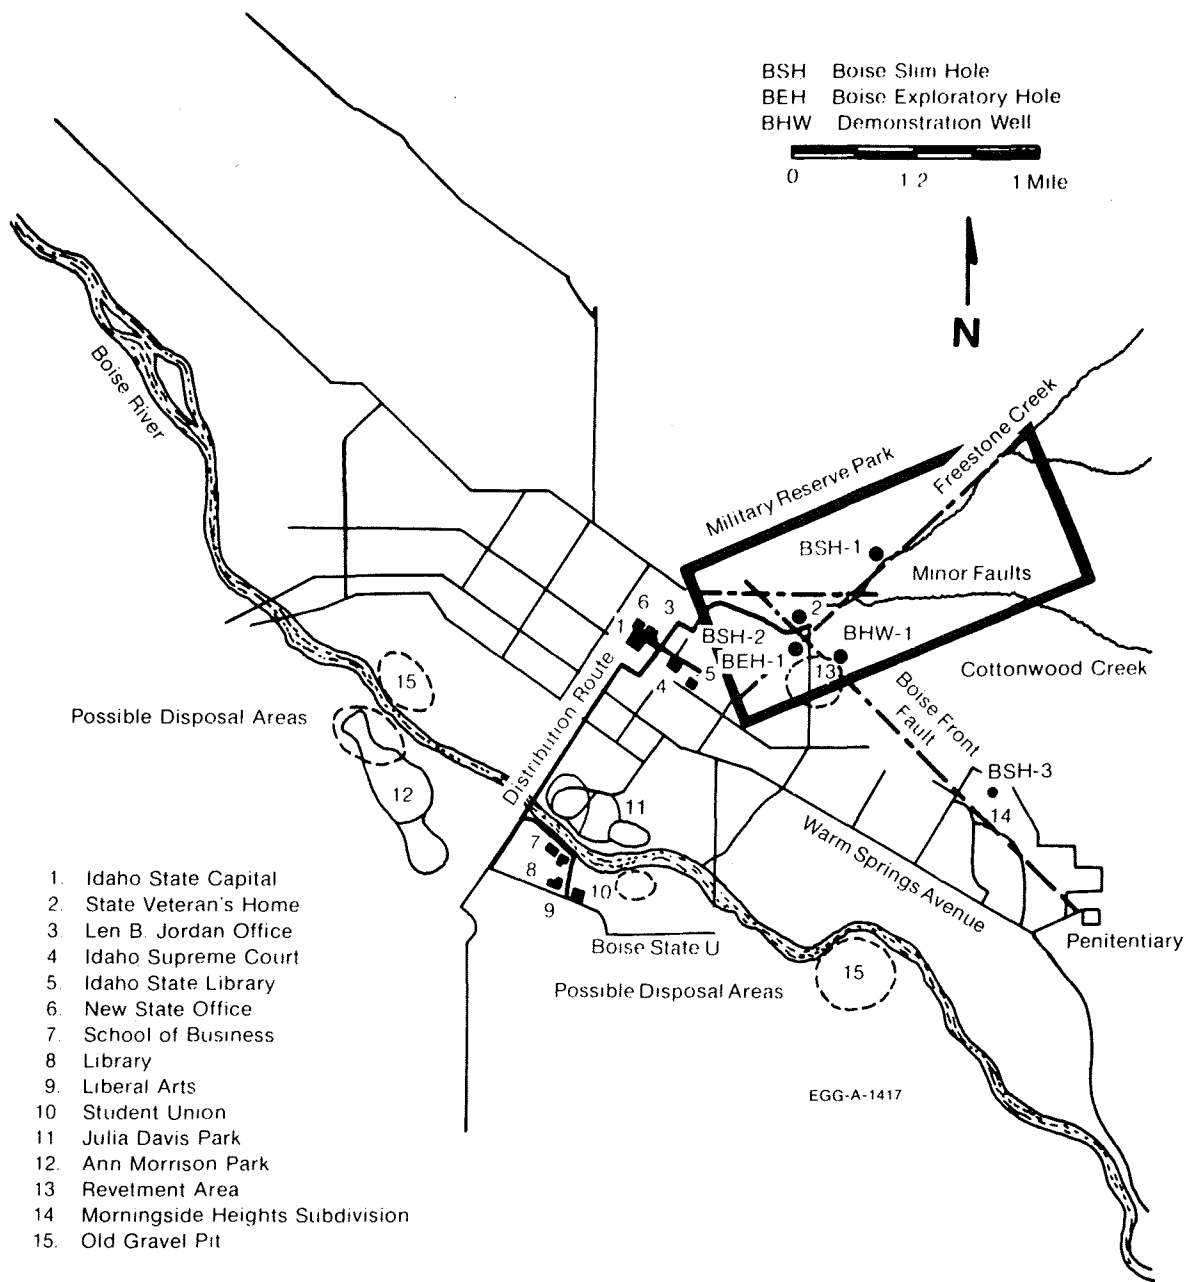 BSH Boise Slim Hole
BEH Boise Exploratory Hole
BHW Demonstration Well
0 1 2 1 Mile
N
Boise River
Military Reserve Park
Freestone Creek
BSH-1
Minor Faults
2
BSH-2
BHW-1
BEH-1
13
Cottonwood Creek
6
3
1
4
5
Distribution Route
15
Possible Disposal Areas
12
Boise Front
Fault
BSH-3
14
11
Warm Springs Avenue
7
8
10
9
Boise State U
Penitentiary
Possible Disposal Areas
15
EGG-A-1417
1. Idaho State Capital
2. State Veteran's Home
3. Len B. Jordan Office
4 Idaho Supreme Court
5. Idaho State Library
6. New State Office
7. School of Business
8 Library
9. Liberal Arts
10 Student Union
11 Julia Davis Park
12. Ann Morrison Park
13 Revetment Area
14 Morningside Heights Subdivision
15. Old Gravel Pit